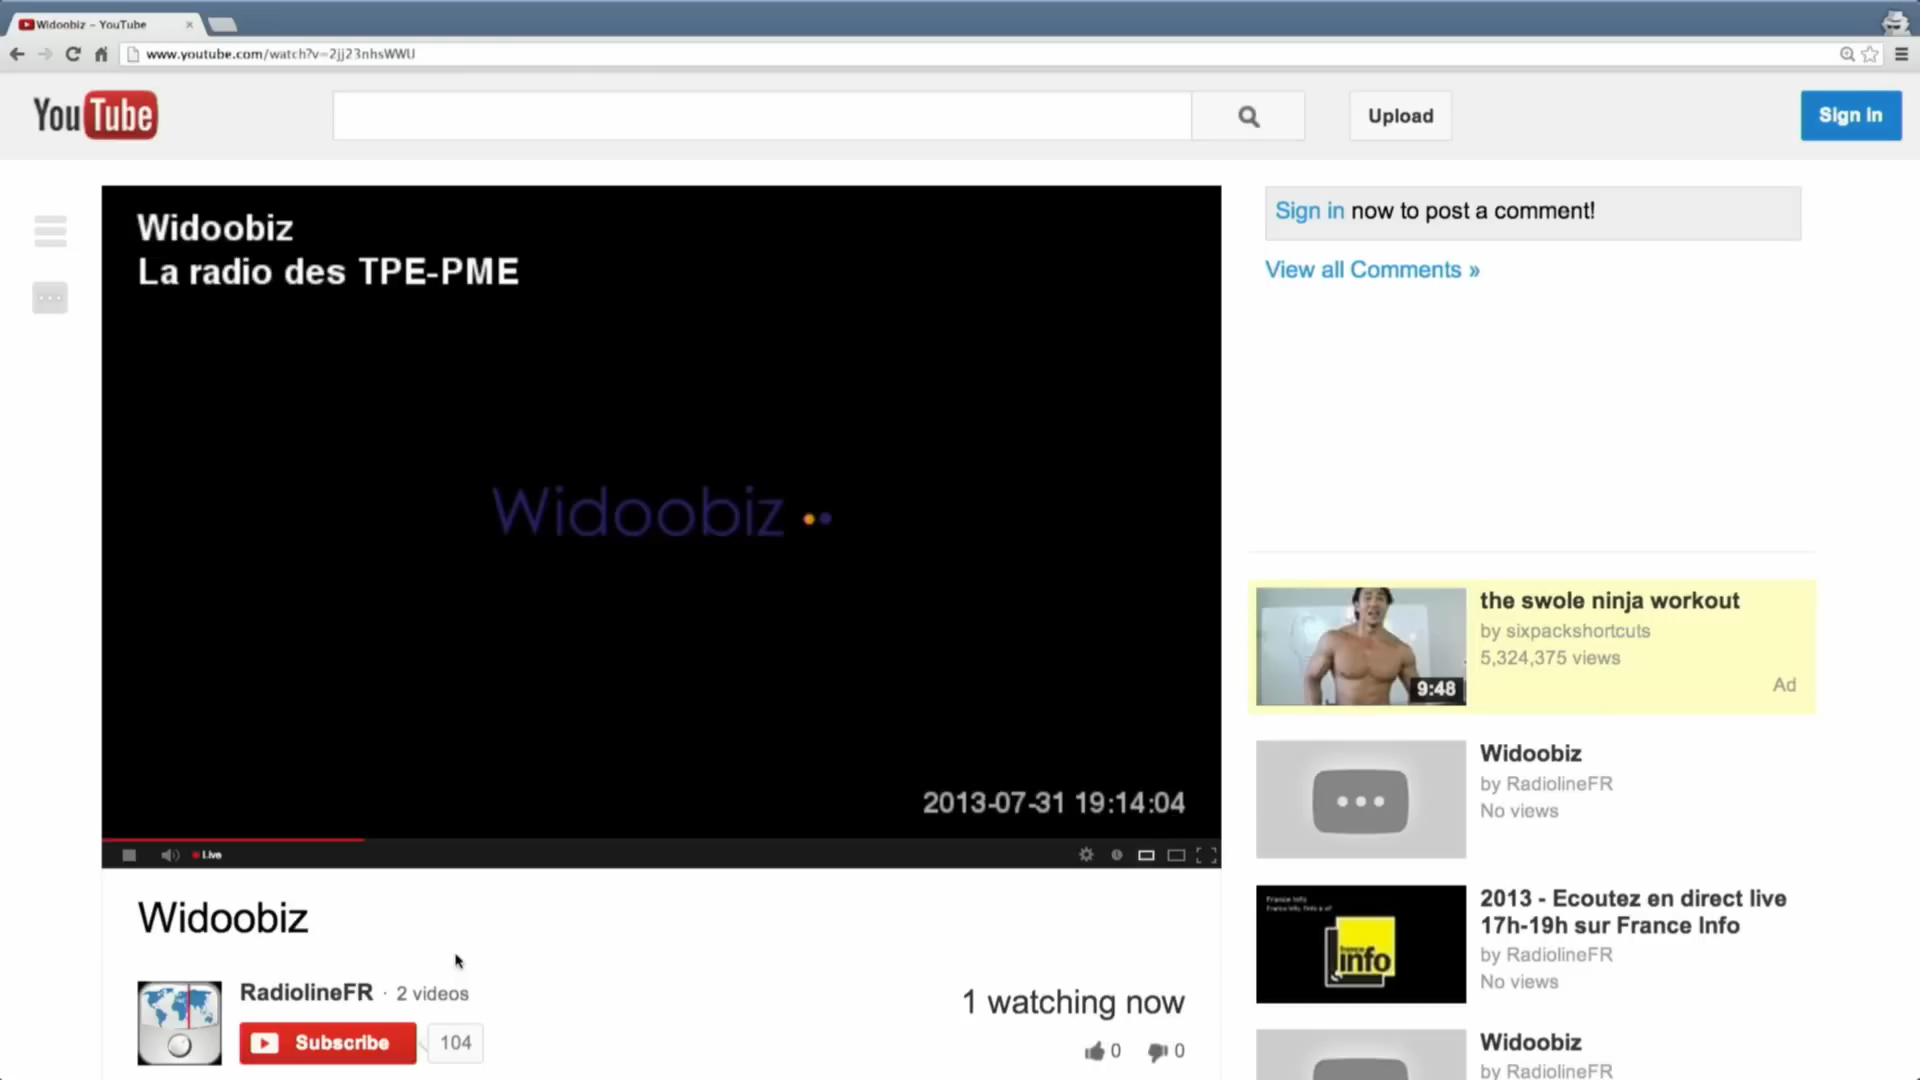 Widoobiz - YouTube
www.youtube.com/watch?v=2jj23nhsWWU
YouTube
Upload
Sign In
Widoobiz
La radio des TPE-PME
Widoobiz
2013-07-31 19:14:04
Live
Widoobiz
RadiolineFR · 2 videos
Subscribe
104
1 watching now
0
0
Sign in now to post a comment!
View all Comments »
the swole ninja workout
by sixpackshortcuts
5,324,375 views
Ad
9:48
Widoobiz
by RadiolineFR
No views
France Info
france
info
2013 - Ecoutez en direct live
17h-19h sur France Info
by RadiolineFR
No views
Widoobiz
by RadiolineFR